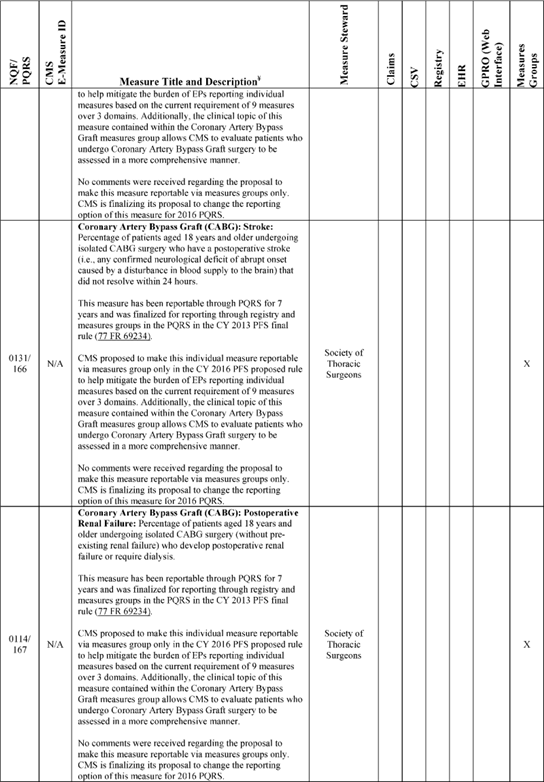 NQF/
PQRS
CMS
E-Measure ID
Measure Title and Description¥
Measure Steward
Claims
CSV
Registry
EHR
GPRO (Web
Interface)
Measures
Groups
to help mitigate the burden of EPs reporting individual
measures based on the current requirement of 9 measures
over 3 domains. Additionally, the clinical topic of this
measure contained within the Coronary Artery Bypass
Graft measures group allows CMS to evaluate patients who
undergo Coronary Artery Bypass Graft surgery to be
assessed in a more comprehensive manner.
No comments were received regarding the proposal to
make this measure reportable via measures groups only.
CMS is finalizing its proposal to change the reporting
option of this measure for 2016 PQRS.
0131/
166
N/A
Coronary Artery Bypass Graft (CABG): Stroke:
Percentage of patients aged 18 years and older undergoing
isolated CABG surgery who have a postoperative stroke
(i.e., any confirmed neurological deficit of abrupt onset
caused by a disturbance in blood supply to the brain) that
did not resolve within 24 hours.
This measure has been reportable through PQRS for 7
years and was finalized for reporting through registry and
measures groups in the PQRS in the CY 2013 PFS final
rule (77 FR 69234).
CMS proposed to make this individual measure reportable
via measures group only in the CY 2016 PFS proposed rule
to help mitigate the burden of EPs reporting individual
measures based on the current requirement of 9 measures
over 3 domains. Additionally, the clinical topic of this
measure contained within the Coronary Artery Bypass
Graft measures group allows CMS to evaluate patients who
undergo Coronary Artery Bypass Graft surgery to be
assessed in a more comprehensive manner.
No comments were received regarding the proposal to
make this measure reportable via measures groups only.
CMS is finalizing its proposal to change the reporting
option of this measure for 2016 PQRS.
Society of
Thoracic
Surgeons
X
0114/
167
N/A
Coronary Artery Bypass Graft (CABG): Postoperative
Renal Failure: Percentage of patients aged 18 years and
older undergoing isolated CABG surgery (without pre-
existing renal failure) who develop postoperative renal
failure or require dialysis.
This measure has been reportable through PQRS for 7
years and was finalized for reporting through registry and
measures groups in the PQRS in the CY 2013 PFS final
rule (77 FR 69234).
CMS proposed to make this individual measure reportable
via measures group only in the CY 2016 PFS proposed rule
to help mitigate the burden of EPs reporting individual
measures based on the current requirement of 9 measures
over 3 domains. Additionally, the clinical topic of this
measure contained within the Coronary Artery Bypass
Graft measures group allows CMS to evaluate patients who
undergo Coronary Artery Bypass Graft surgery to be
assessed in a more comprehensive manner.
No comments were received regarding the proposal to
make this measure reportable via measures groups only.
CMS is finalizing its proposal to change the reporting
option of this measure for 2016 PQRS.
Society of
Thoracic
Surgeons
X